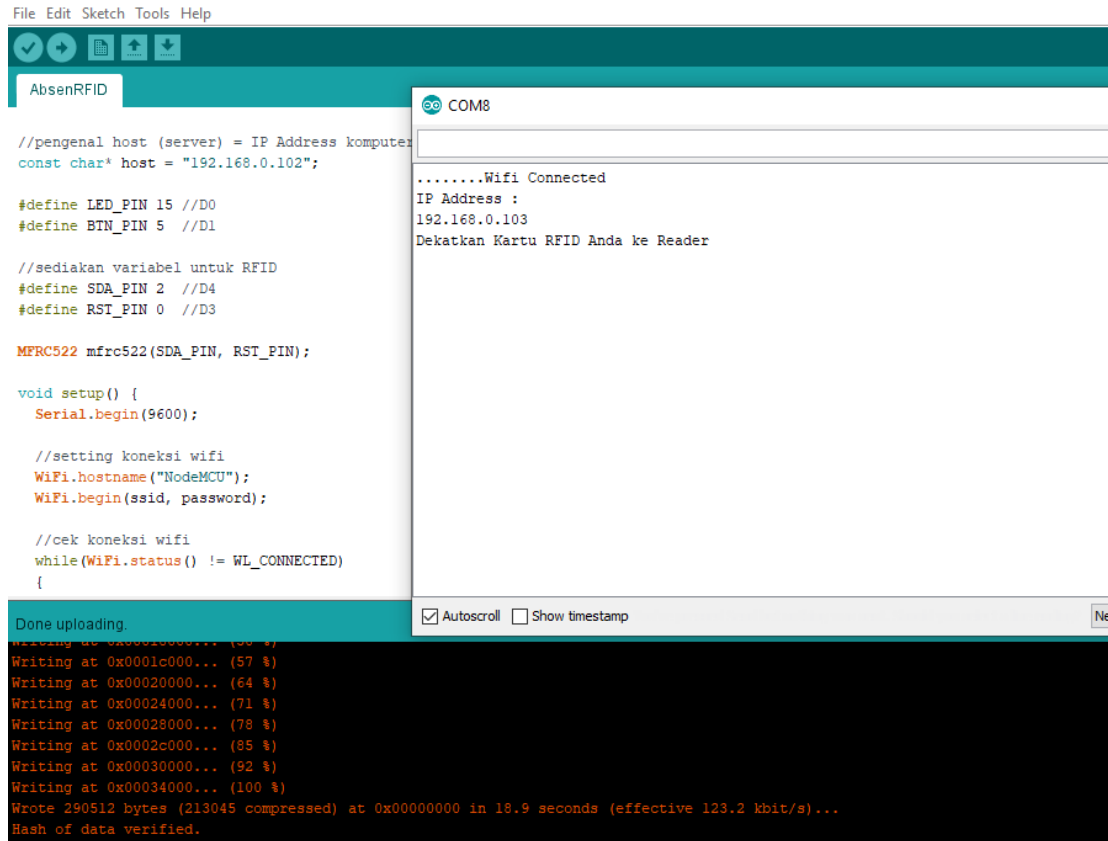 File Edit Sketch Tools Help
AbsenRFID
//pengenal host (server) = IP Address komputer
const char* host = "192.168.0.102";
#define LED_PIN 15 //D0
#define BTN_PIN 5  //D1
//sediakan variabel untuk RFID
#define SDA_PIN 2  //D4
#define RST_PIN 0  //D3
MFRC522 mfrc522(SDA_PIN, RST_PIN);
void setup() {
Serial.begin(9600);
//setting koneksi wifi
WiFi.hostname("NodeMCU");
WiFi.begin(ssid, password);
//cek koneksi wifi
while(WiFi.status() != WL_CONNECTED)
{
COM8
........Wifi Connected
IP Address :
192.168.0.103
Dekatkan Kartu RFID Anda ke Reader
Autoscroll Show timestamp
Done uploading.
Writing at 0x0001c000... (57 %)
Writing at 0x00020000... (64 %)
Writing at 0x00024000... (71 %)
Writing at 0x00028000... (78 %)
Writing at 0x0002c000... (85 %)
Writing at 0x00030000... (92 %)
Writing at 0x00034000... (100 %)
Wrote 290512 bytes (213045 compressed) at 0x00000000 in 18.9 seconds (effective 123.2 kbit/s)...
Hash of data verified.